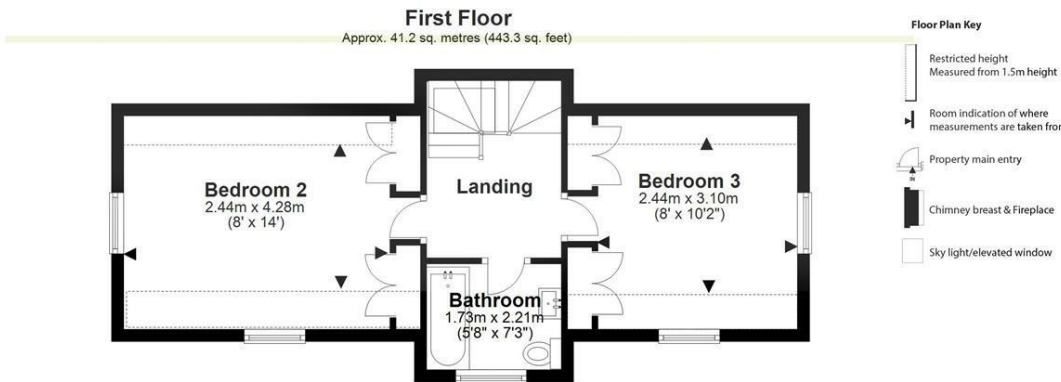 First Floor
Approx. 41.2 sq. metres (443.3 sq. feet)
Bedroom 2
2.44m x 4.28m
(8' x 14')
Landing
Bedroom 3
2.44m x 3.10m
(8' x 10'2")
Bathroom
1.73m x 2.21m
(5'8" x 7'3")
Floor Plan Key
Restricted height
Measured from 1.5m height
Room indication of where
measurements are taken from
Property main entry
IN
Chimney breast & Fireplace
Sky light/elevated window